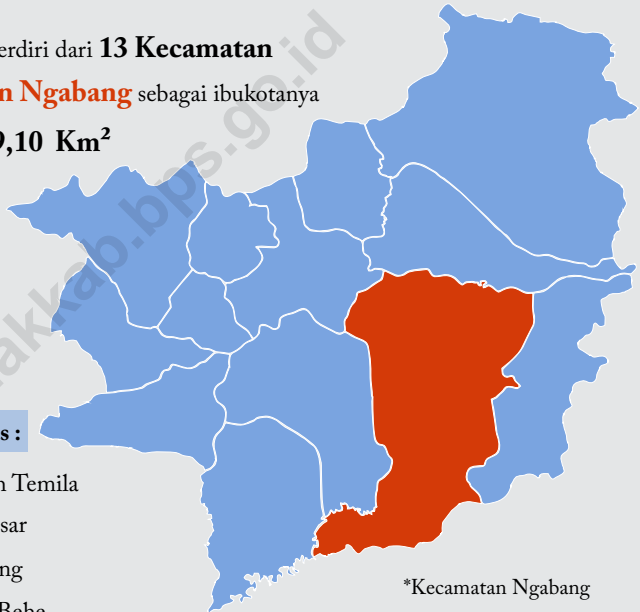 erdiri dari 13 Kecamatan
n Ngabang sebagai ibukotanya
9,10 Km²
akkab.bps.go.id
s :
n Temila
sar
ng
Bebe
*Kecamatan Ngabang